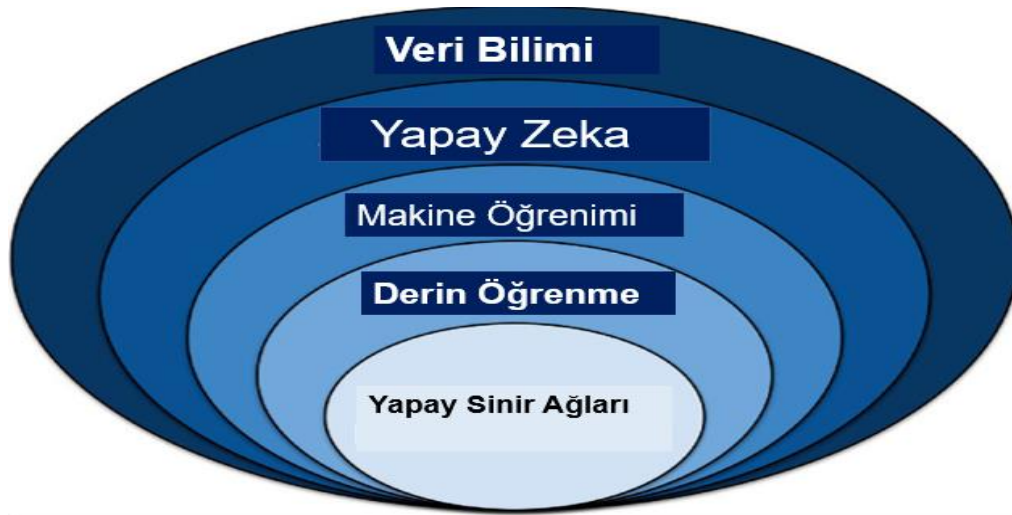 Veri Bilimi
Yapay Zeka
Makine Öğrenimi
Derin Öğrenme
Yapay Sinir Ağları